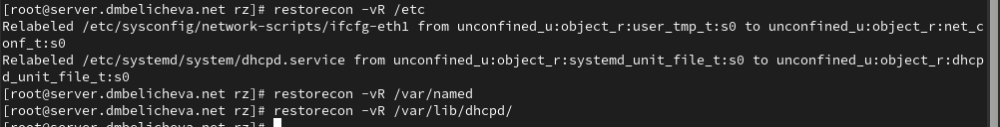 [root@server.dmbelicheva.net rz]# restorecon -vR /etc
Relabeled /etc/sysconfig/network-scripts/ifcfg-eth1 from unconfined_u:object_r:user_tmp_t:s0 to unconfined_u:object_r:net_c
onf_t:s0
Relabeled /etc/systemd/system/dhcpd.service from unconfined_u:object_r:systemd_unit_file_t:s0 to unconfined_u:object_r:dhcp
d_unit_file_t:s0
[root@server.dmbelicheva.net rz]# restorecon -vR /var/named
[root@server.dmbelicheva.net rz]# restorecon -vR /var/lib/dhcpd/
[root@server.dmbelicheva.net rz]#